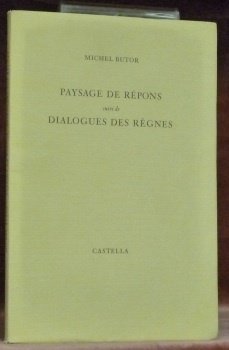 MICHEL BUTOR
PAYSAGE DE RÉPONS
suivi de
DIALOGUES DES RÈGNES
CASTELLA